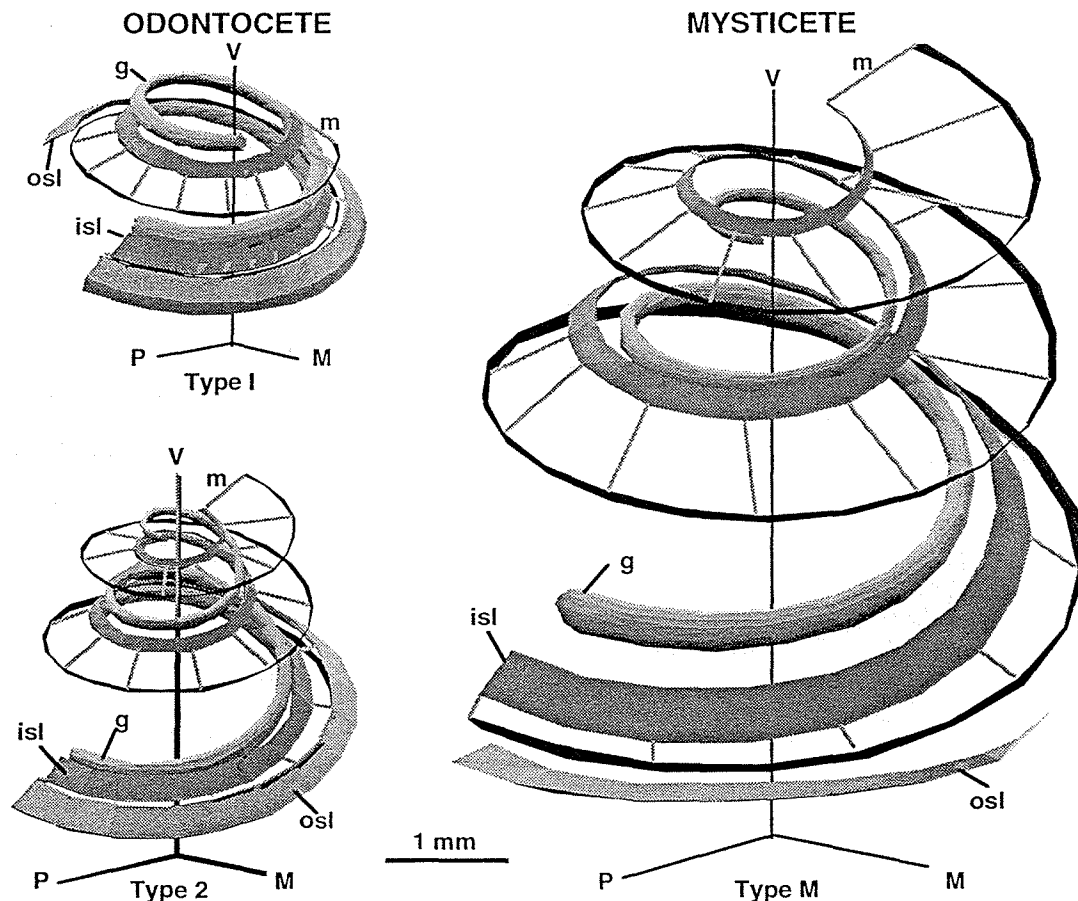 ODONTOCETE
V
g
m
osl
isl
P
M
Type I
V
m
g
isl
osl
P
M
Type 2
1 mm
MYSTICETE
V
m
g
isl
osl
P
M
Type M